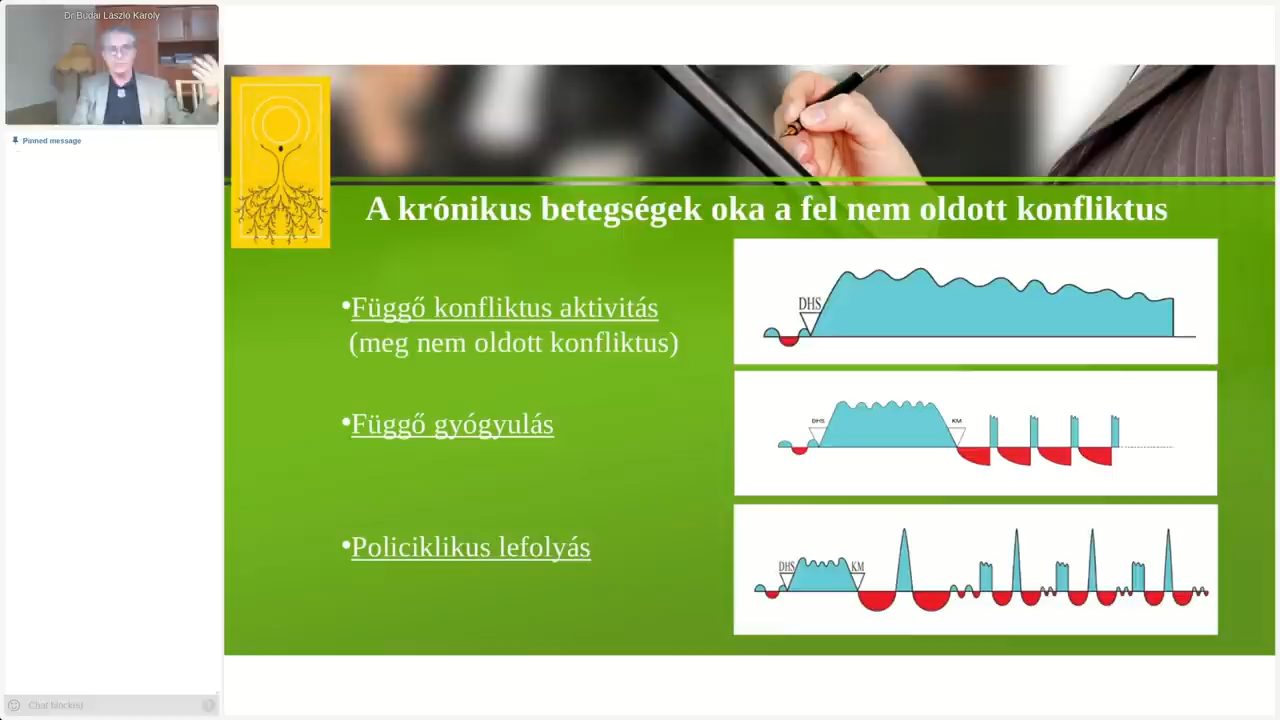 Dr Budai László Károly
Pinned message
A krónikus betegségek oka a fel nem oldott konfliktus
•Függő konfliktus aktivitás
(meg nem oldott konfliktus)
DHS
•Függő gyógyulás
DHS
KM
•Policiklikus lefolyás
DHS
KM
Chat blocked